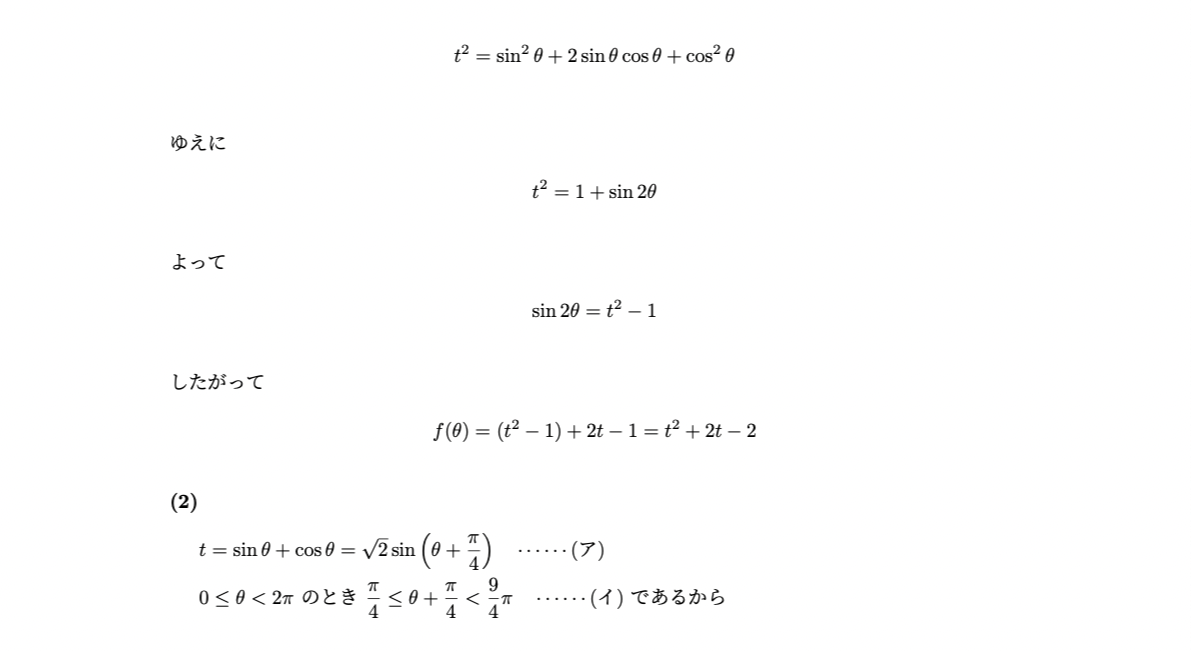 t² = sin² θ + 2 sin θ cos θ + cos² θ
ゆえに
t² = 1 + sin 2θ
よって
sin 2θ = t² − 1
したがって
f(θ) = (t² − 1) + 2t − 1 = t² + 2t − 2
(2)
t = sin θ + cos θ = √2 sin (θ + π/4) ······(ア)
0 ≤ θ < 2π のとき π/4 ≤ θ + π/4 < 9/4 π ······(イ) であるから